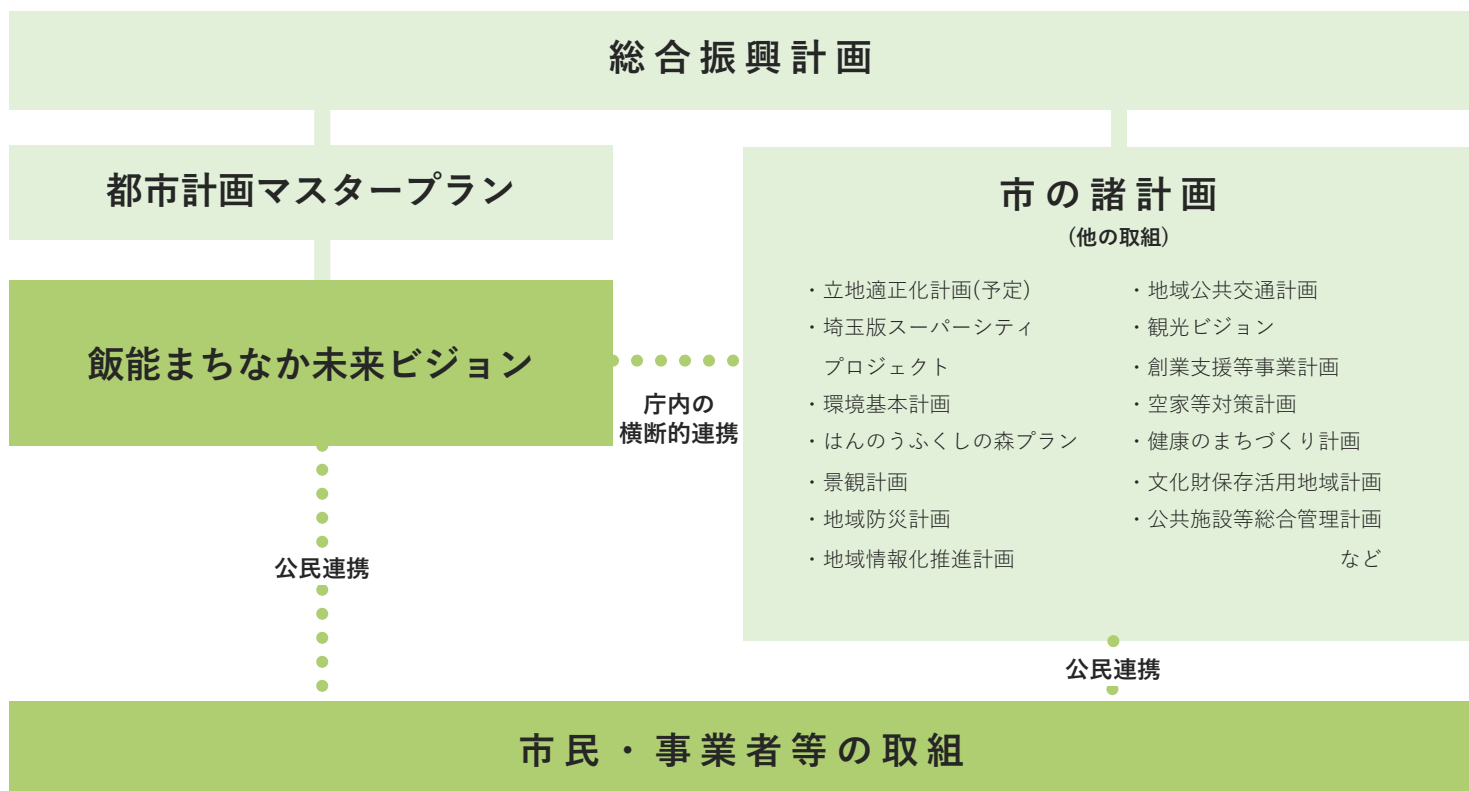 総合振興計画
都市計画マスタープラン
飯能まちなか未来ビジョン
庁内の
横断的連携
市の諸計画
(他の取組)
・立地適正化計画(予定)
・埼玉版スーパーシティ
プロジェクト
・環境基本計画
・はんのうふくしの森プラン
・景観計画
・地域防災計画
・地域情報化推進計画
・地域公共交通計画
・観光ビジョン
・創業支援等事業計画
・空家等対策計画
・健康のまちづくり計画
・文化財保存活用地域計画
・公共施設等総合管理計画
など
公民連携
公民連携
市民・事業者等の取組